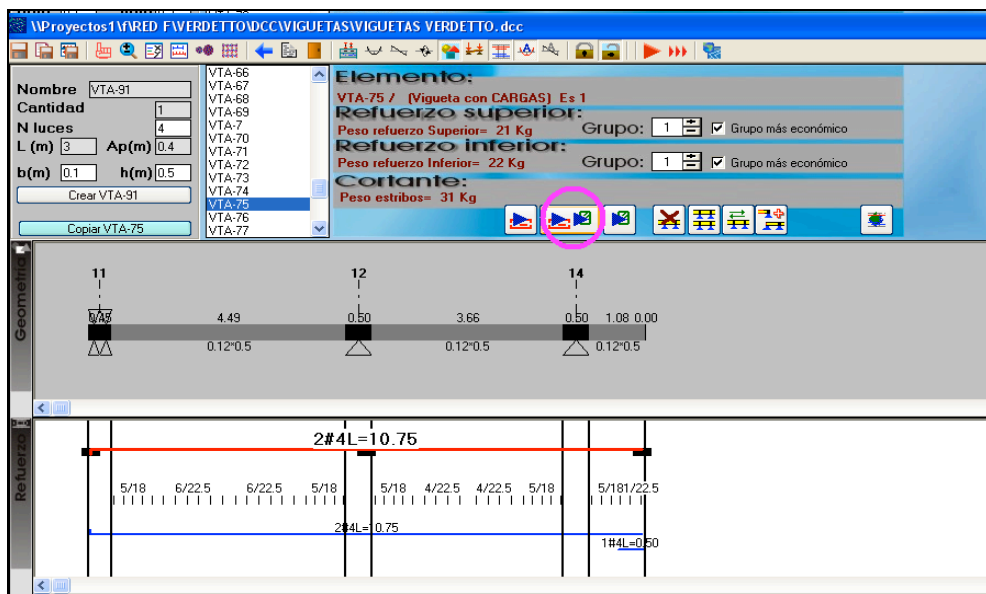 \\Proyectos1\f\RED F\VERDETTO\DCC\VIGUETAS\VIGUETAS VERDETTO.dcc
Nombre VTA-91
Cantidad 1
N luces 4
L (m) 3 Ap(m) 0.4
b(m) 0.1 h(m) 0.5
Crear VTA-91
Copiar VTA-75
VTA-66
VTA-67
VTA-68
VTA-69
VTA-7
VTA-70
VTA-71
VTA-72
VTA-73
VTA-74
VTA-75
VTA-76
VTA-77
Elemento:
VTA-75 / (Vigueta con CARGAS) Es 1
Refuerzo superior:
Peso refuerzo Superior= 21 Kg Grupo: 1 Grupo más económico
Refuerzo inferior:
Peso refuerzo Inferior= 22 Kg Grupo: 1 Grupo más económico
Cortante:
Peso estribos= 31 Kg
Geometria
11 12 14
0.45 4.49 0.50 3.66 0.50 1.08 0.00
0.12*0.5 0.12*0.5 0.12*0.5
Refuerzo
2#4L=10.75
5/18 6/22.5 6/22.5 5/18 5/18 4/22.5 4/22.5 5/18 5/181/22.5
2#4L=10.75
1#4L=0.50